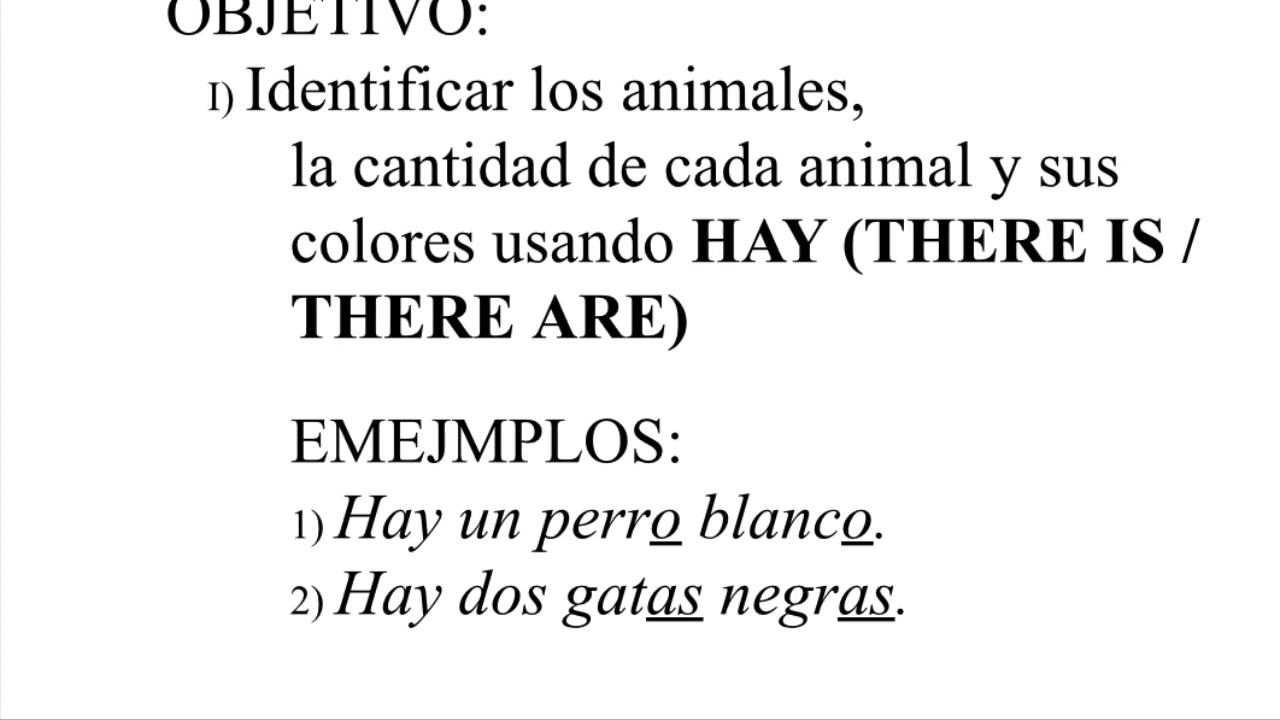 OBJETIVO:
I) Identificar los animales,
la cantidad de cada animal y sus
colores usando HAY (THERE IS /
THERE ARE)
EMEJMPLOS:
1) Hay un perro blanco.
2) Hay dos gatas negras.